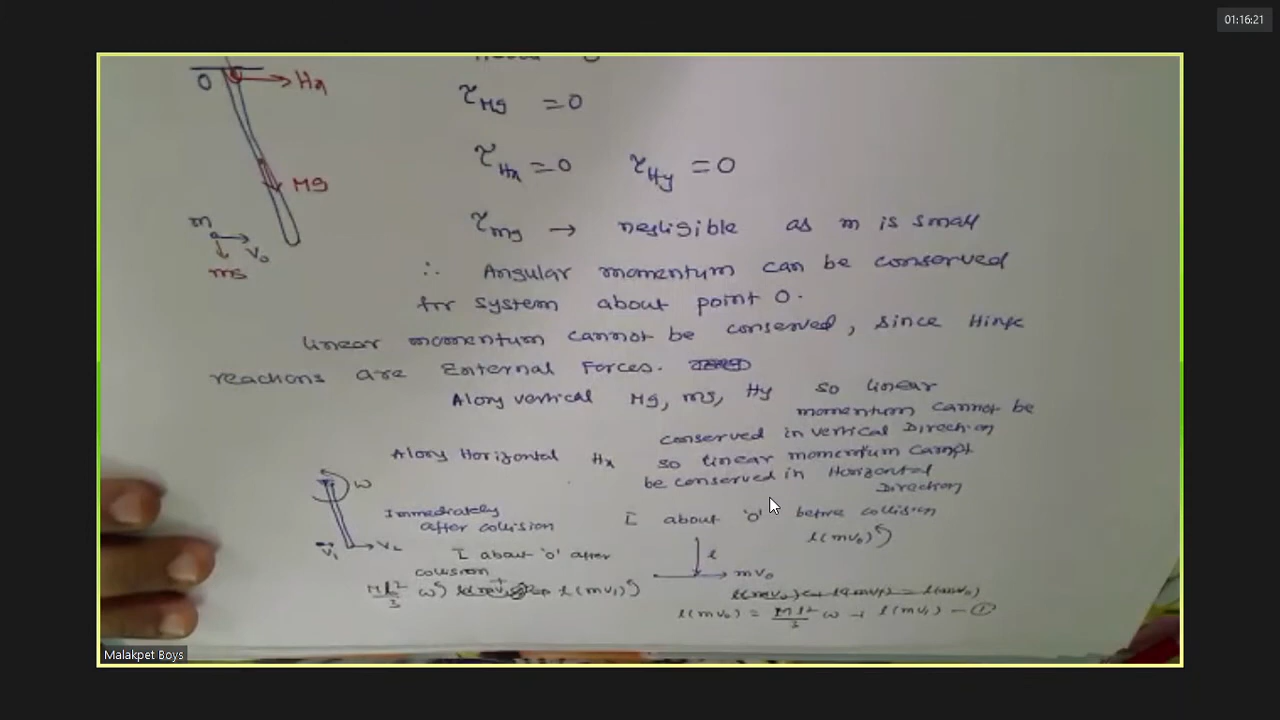 01:16:21
O Hx
τMg = 0
τHx = 0 τHy = 0
Mg
m v₀
mg
τmg → negligible as m is small
∴ Angular momentum can be conserved
for system about point O.
linear momentum cannot be conserved, since Hinge
reactions are External Forces.
Along vertical Mg, mg, Hy so linear
momentum cannot be
conserved in vertical Direction
Along Horizontal Hx so linear momentum cannot
be conserved in Horizontal
Direction
ω
Immediately
after collision
v₁ v₂
L about 'O' before collision
l(mv₀)
L about 'O' after
collision
l
mv₀
Ml²/3 ω l(mv₁)
l(mv₀) = Ml²/3 ω l(mv₁) — ①
Malakpet Boys